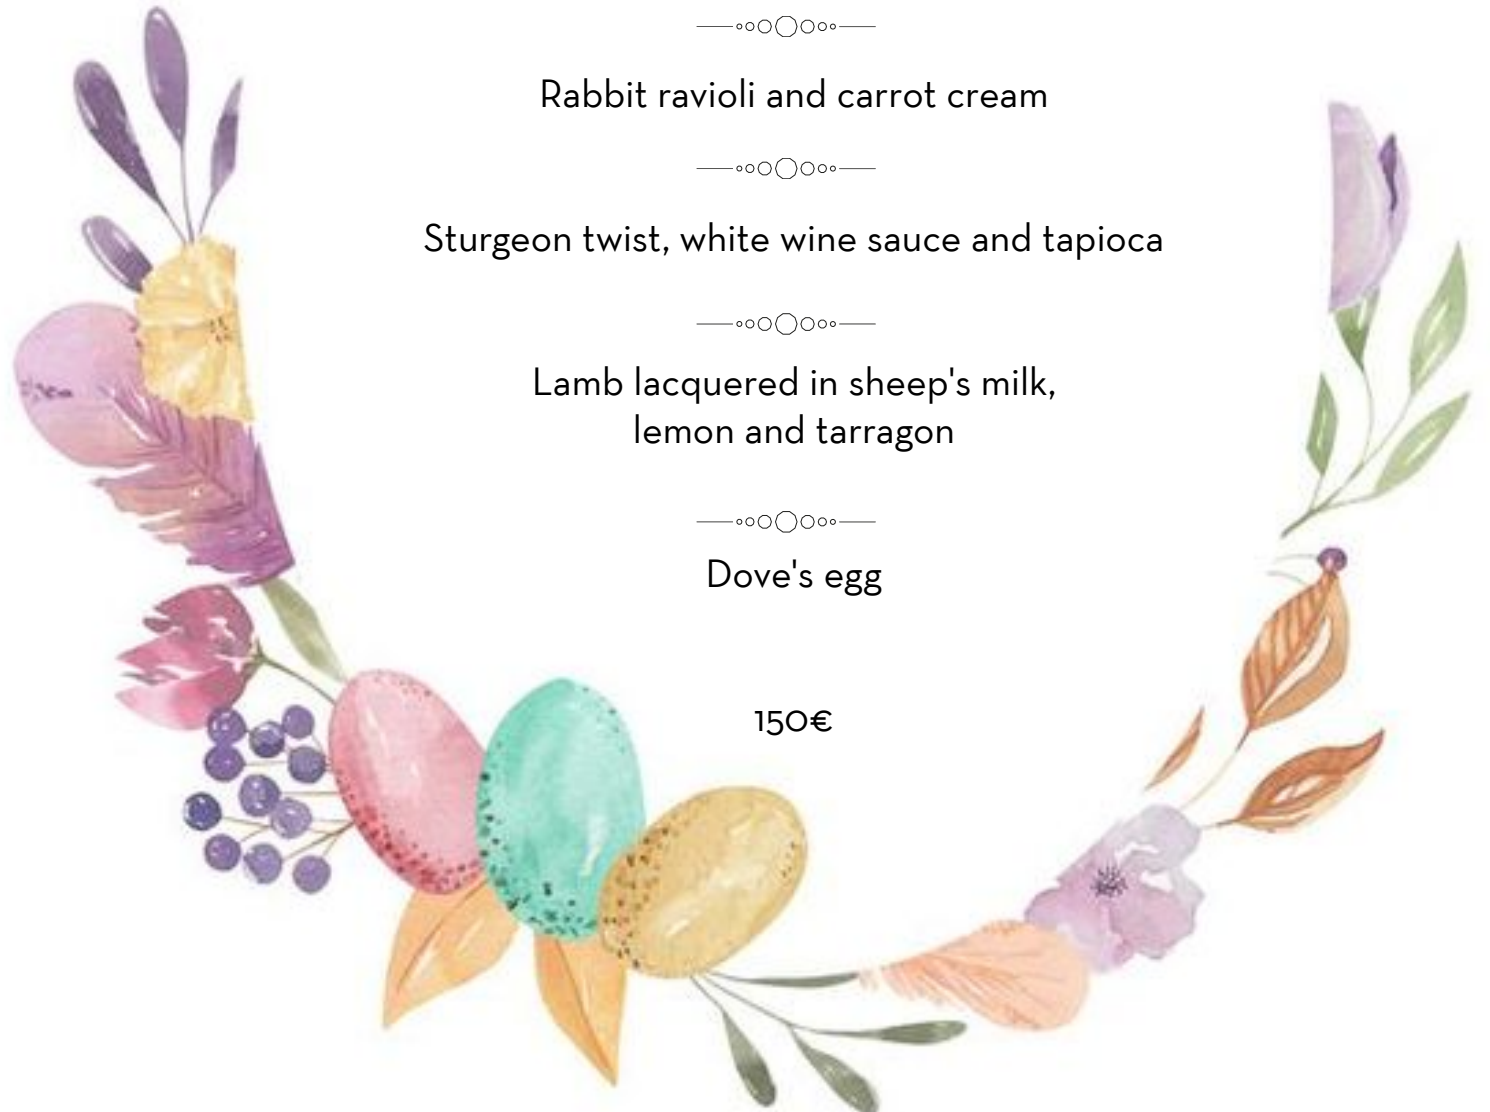 Rabbit ravioli and carrot cream
Sturgeon twist, white wine sauce and tapioca
Lamb lacquered in sheep's milk,
lemon and tarragon
Dove's egg
150€